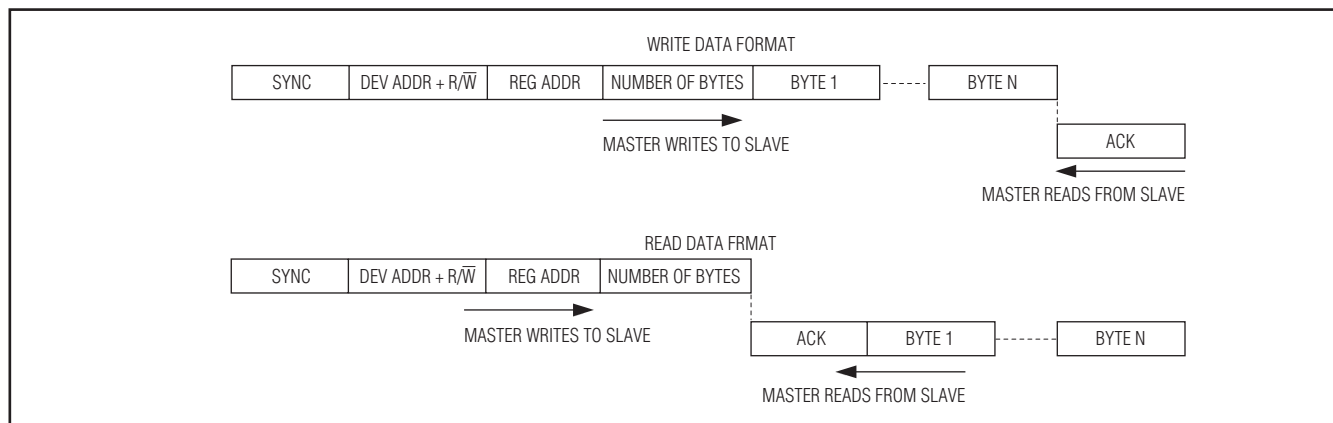 WRITE DATA FORMAT
SYNC DEV ADDR + R/W̅ REG ADDR NUMBER OF BYTES BYTE 1 BYTE N
MASTER WRITES TO SLAVE
ACK
MASTER READS FROM SLAVE
READ DATA FRMAT
SYNC DEV ADDR + R/W̅ REG ADDR NUMBER OF BYTES
MASTER WRITES TO SLAVE
ACK BYTE 1 BYTE N
MASTER READS FROM SLAVE